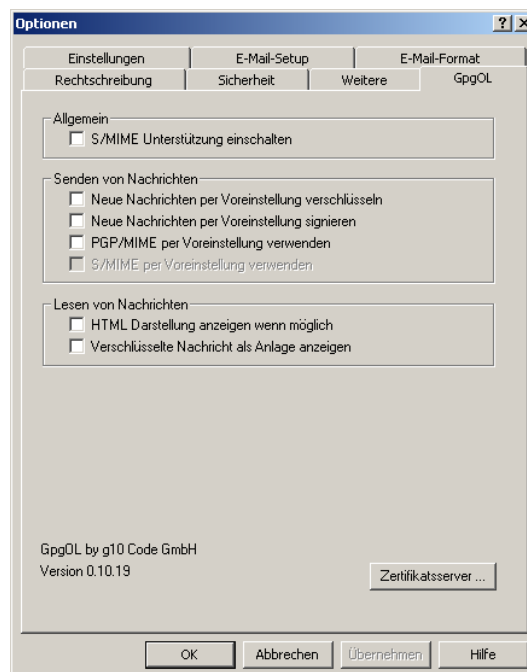 Optionen
Einstellungen E-Mail-Setup E-Mail-Format
Rechtschreibung Sicherheit Weitere GpgOL
Allgemein
S/MIME Unterstützung einschalten
Senden von Nachrichten
Neue Nachrichten per Voreinstellung verschlüsseln
Neue Nachrichten per Voreinstellung signieren
PGP/MIME per Voreinstellung verwenden
S/MIME per Voreinstellung verwenden
Lesen von Nachrichten
HTML Darstellung anzeigen wenn möglich
Verschlüsselte Nachricht als Anlage anzeigen
GpgOL by g10 Code GmbH
Version 0.10.19
Zertifikatsserver ...
OK Abbrechen Übernehmen Hilfe